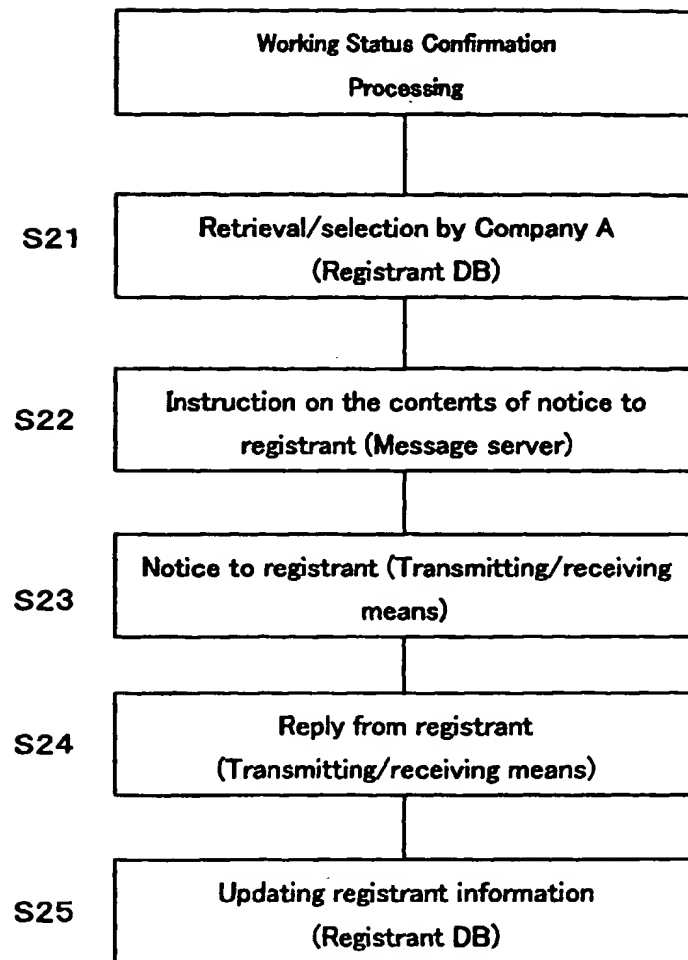 Working Status Confirmation
Processing
S21
Retrieval/selection by Company A
(Registrant DB)
S22
Instruction on the contents of notice to
registrant (Message server)
S23
Notice to registrant (Transmitting/receiving
means)
S24
Reply from registrant
(Transmitting/receiving means)
S25
Updating registrant information
(Registrant DB)